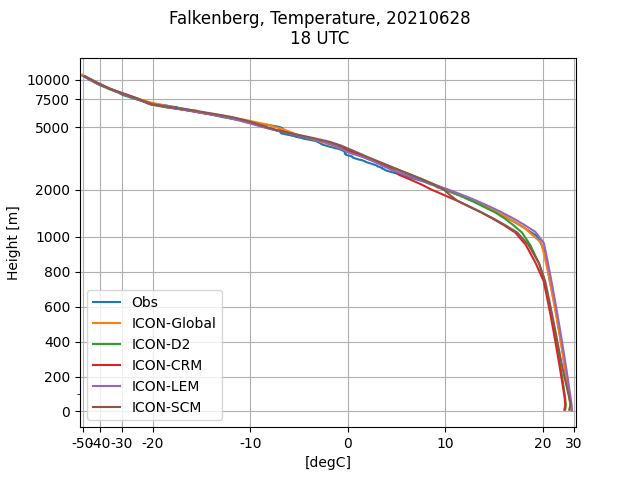 Falkenberg, Temperature, 20210628
18 UTC
Height [m]
10000
7500
5000
2000
1000
800
600
400
200
0
Obs
ICON-Global
ICON-D2
ICON-CRM
ICON-LEM
ICON-SCM
-50 -40 -30 -20 -10 0 10 20 30
[degC]